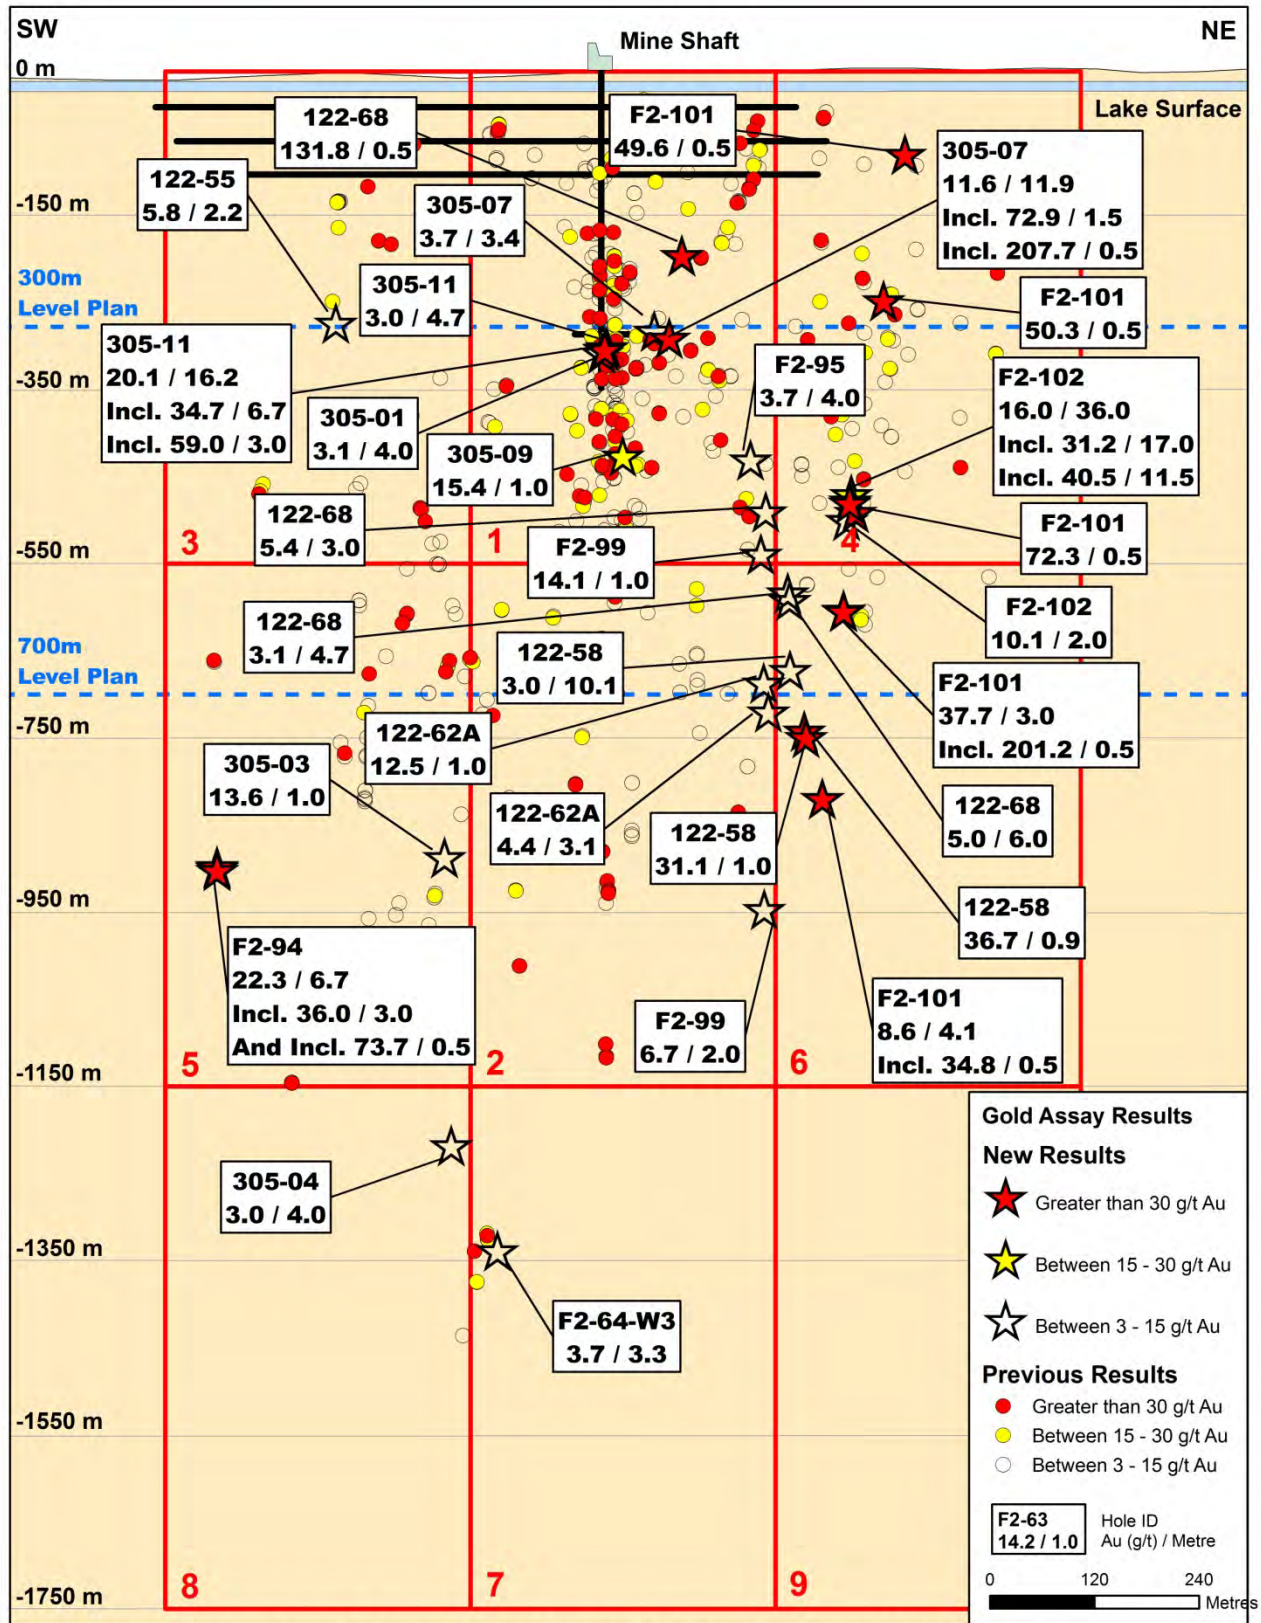 SW
NE
Mine Shaft
0 m
Lake Surface
122-68
131.8 / 0.5
F2-101
49.6 / 0.5
305-07
11.6 / 11.9
Incl. 72.9 / 1.5
Incl. 207.7 / 0.5
122-55
5.8 / 2.2
-150 m
305-07
3.7 / 3.4
300m
Level Plan
305-11
3.0 / 4.7
F2-101
50.3 / 0.5
305-11
20.1 / 16.2
Incl. 34.7 / 6.7
Incl. 59.0 / 3.0
-350 m
F2-95
3.7 / 4.0
F2-102
16.0 / 36.0
Incl. 31.2 / 17.0
Incl. 40.5 / 11.5
305-01
3.1 / 4.0
305-09
15.4 / 1.0
122-68
5.4 / 3.0
F2-101
72.3 / 0.5
F2-99
14.1 / 1.0
-550 m
3
1
4
122-68
3.1 / 4.7
F2-102
10.1 / 2.0
700m
Level Plan
122-58
3.0 / 10.1
F2-101
37.7 / 3.0
Incl. 201.2 / 0.5
-750 m
122-62A
12.5 / 1.0
305-03
13.6 / 1.0
122-62A
4.4 / 3.1
122-58
31.1 / 1.0
122-68
5.0 / 6.0
-950 m
122-58
36.7 / 0.9
F2-94
22.3 / 6.7
Incl. 36.0 / 3.0
And Incl. 73.7 / 0.5
F2-99
6.7 / 2.0
F2-101
8.6 / 4.1
Incl. 34.8 / 0.5
5
2
6
-1150 m
305-04
3.0 / 4.0
-1350 m
F2-64-W3
3.7 / 3.3
-1550 m
-1750 m
8
7
9
Gold Assay Results
New Results
Greater than 30 g/t Au
Between 15 - 30 g/t Au
Between 3 - 15 g/t Au
Previous Results
Greater than 30 g/t Au
Between 15 - 30 g/t Au
Between 3 - 15 g/t Au
F2-63
14.2 / 1.0
Hole ID
Au (g/t) / Metre
0 120 240
Metres